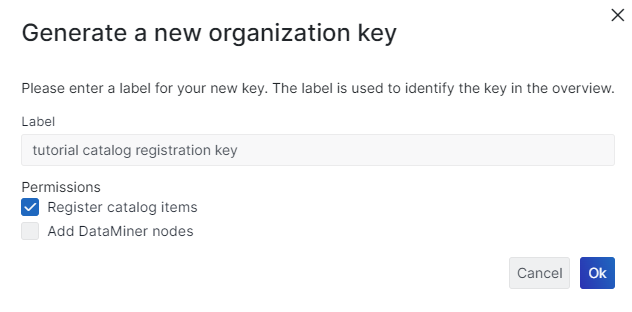 Generate a new organization key
Please enter a label for your new key. The label is used to identify the key in the overview.
Label
tutorial catalog registration key
Permissions
Register catalog items
Add DataMiner nodes
Cancel Ok